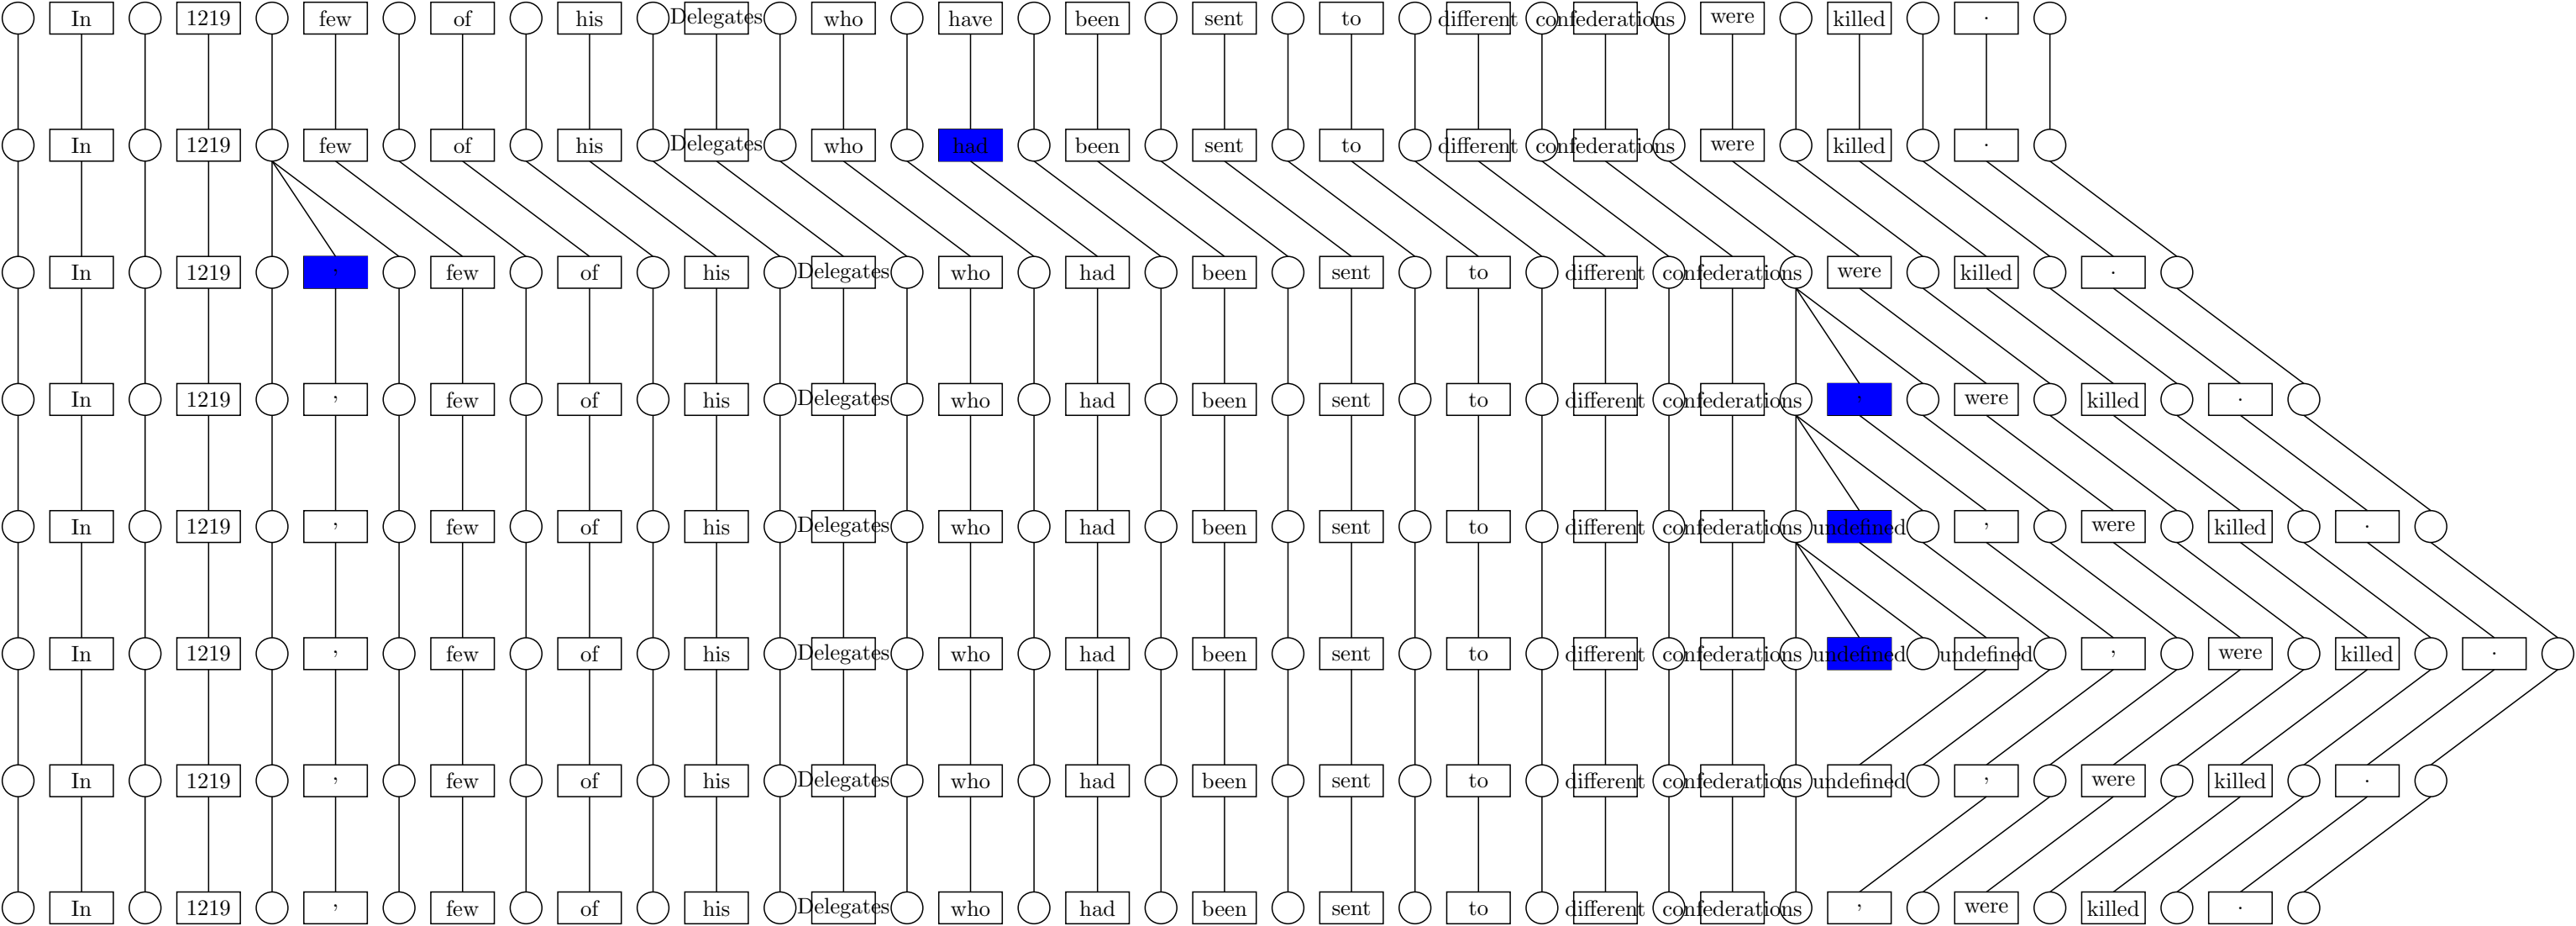 In 1219 few of his Delegates who have been sent to different confederations were killed .
In 1219 few of his Delegates who had been sent to different confederations were killed .
In 1219 , few of his Delegates who had been sent to different confederations were killed .
In 1219 , few of his Delegates who had been sent to different confederations , were killed .
In 1219 , few of his Delegates who had been sent to different confederations undefined , were killed .
In 1219 , few of his Delegates who had been sent to different confederations undefined undefined , were killed .
In 1219 , few of his Delegates who had been sent to different confederations undefined , were killed .
In 1219 , few of his Delegates who had been sent to different confederations , were killed .